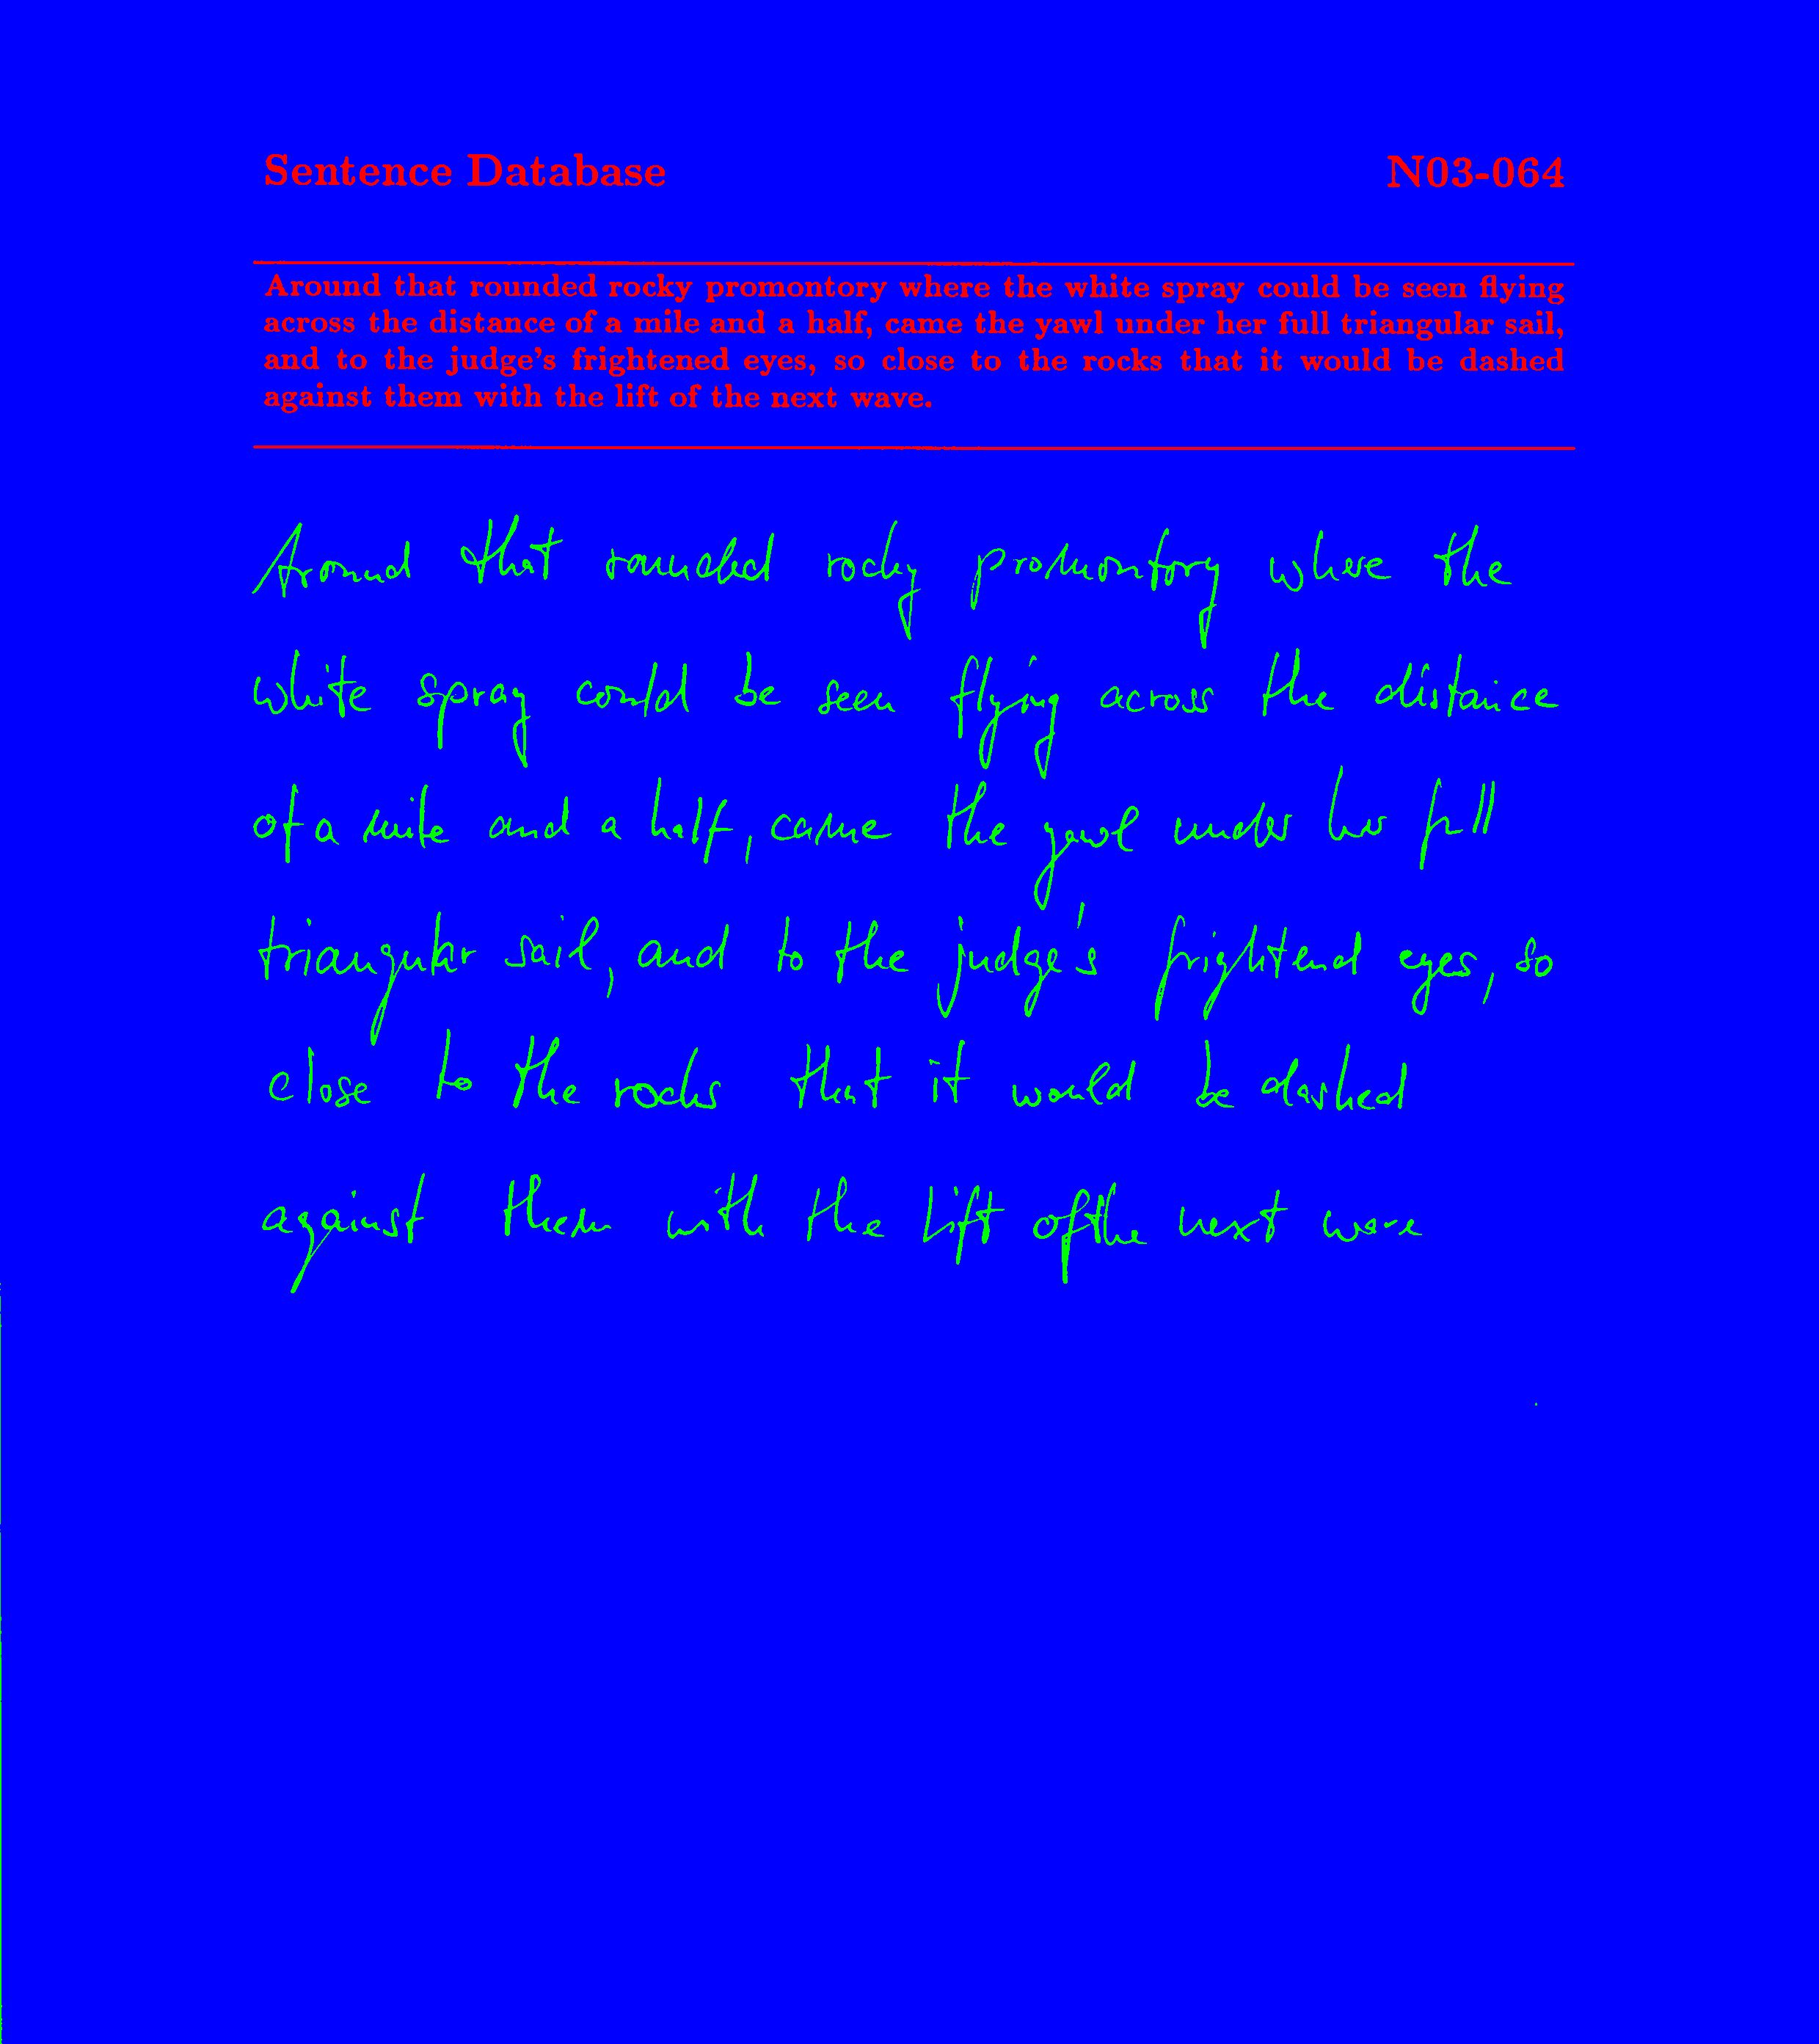 Sentence Database N03-064
Around that rounded rocky promontory where the white spray could be seen flying
across the distance of a mile and a half, came the yawl under her full triangular sail,
and to the judge's frightened eyes, so close to the rocks that it would be dashed
against them with the lift of the next wave.
Around that rounded rocky promontory where the
white spray could be seen flying across the distance
of a mile and a half, came the yawl under her full
triangular sail, and to the judge's frightend eyes, so
close to the rocks that it would be dashed
against them with the lift of the next wave